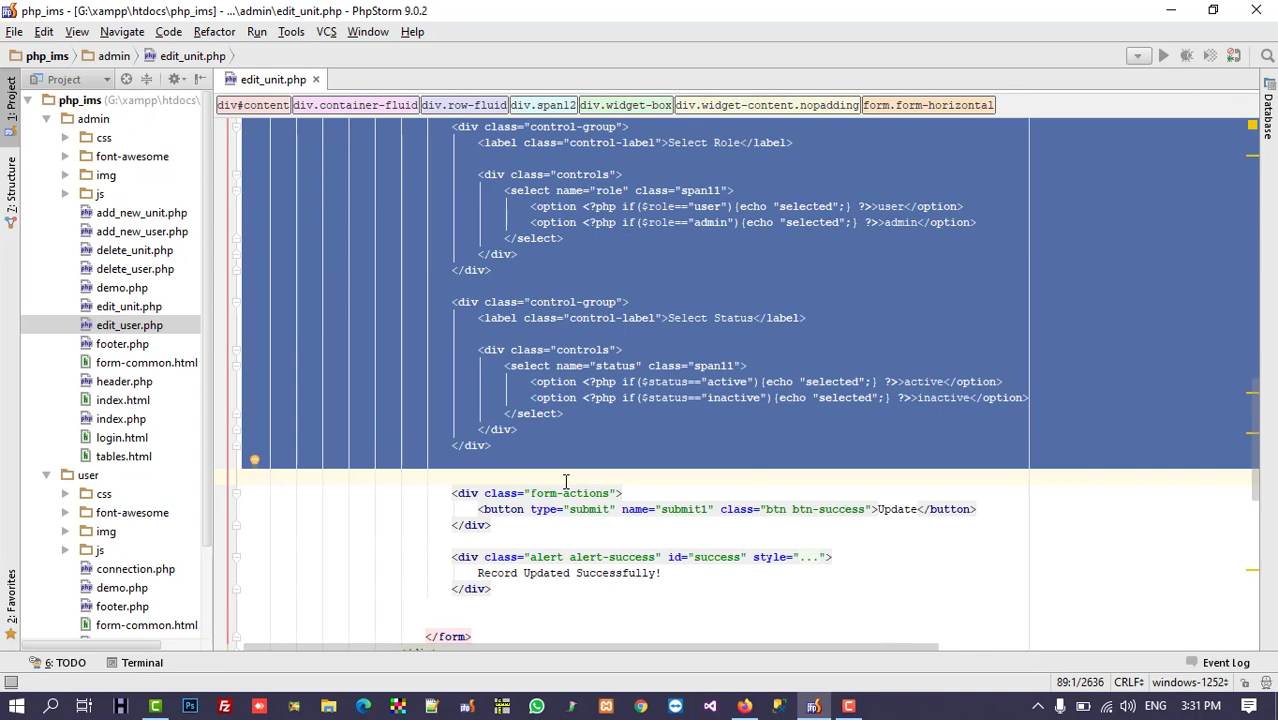 php_ims - [G:\xampp\htdocs\php_ims] - ...\admin\edit_unit.php - PhpStorm 9.0.2
File Edit View Navigate Code Refactor Run Tools VCS Window Help
php_ims admin edit_unit.php
Project
edit_unit.php
div#content div.container-fluid div.row-fluid div.span12 div.widget-box div.widget-content.nopadding form.form-horizontal
1: Project
7: Structure
2: Favorites
Database
php_ims (G:\xampp\htdocs\
admin
css
font-awesome
img
js
add_new_unit.php
add_new_user.php
delete_unit.php
delete_user.php
demo.php
edit_unit.php
edit_user.php
footer.php
form-common.html
header.php
index.html
index.php
login.html
tables.html
user
css
font-awesome
img
js
connection.php
demo.php
footer.php
form-common.html
<div class="control-group">
<label class="control-label">Select Role</label>
<div class="controls">
<select name="role" class="span11">
<option <?php if($role=="user"){echo "selected";} ?>>user</option>
<option <?php if($role=="admin"){echo "selected";} ?>>admin</option>
</select>
</div>
</div>
<div class="control-group">
<label class="control-label">Select Status</label>
<div class="controls">
<select name="status" class="span11">
<option <?php if($status=="active"){echo "selected";} ?>>active</option>
<option <?php if($status=="inactive"){echo "selected";} ?>>inactive</option>
</select>
</div>
</div>
<div class="form-actions">
<button type="submit" name="submit1" class="btn btn-success">Update</button>
</div>
<div class="alert alert-success" id="success" style="...">
Record Updated Successfully!
</div>
</form>
6: TODO Terminal Event Log
89:1/2636 CRLF windows-1252
ENG 3:31 PM